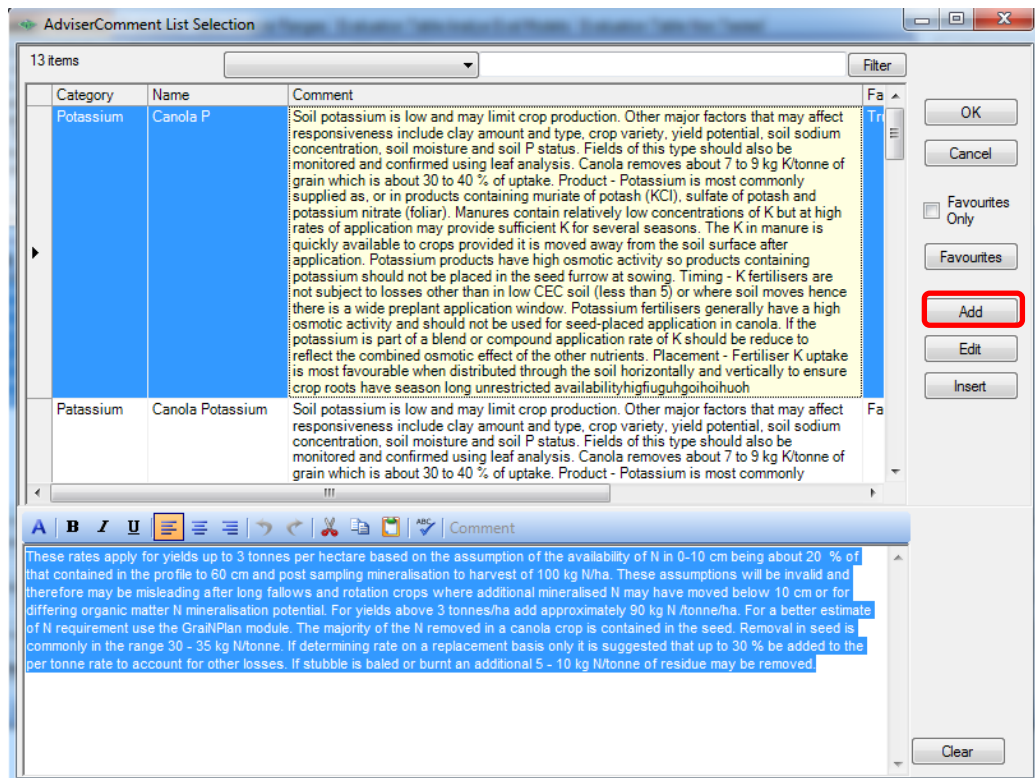 AdviserComment List Selection
13 items
Filter
Category Name Comment Fa
Potassium Canola P Soil potassium is low and may limit crop production. Other major factors that may affect Tru
responsiveness include clay amount and type, crop variety, yield potential, soil sodium
concentration, soil moisture and soil P status. Fields of this type should also be
monitored and confirmed using leaf analysis. Canola removes about 7 to 9 kg K/tonne of
grain which is about 30 to 40 % of uptake. Product - Potassium is most commonly
supplied as, or in products containing muriate of potash (KCl), sulfate of potash and
potassium nitrate (foliar). Manures contain relatively low concentrations of K but at high
rates of application may provide sufficient K for several seasons. The K in manure is
quickly available to crops provided it is moved away from the soil surface after
application. Potassium products have high osmotic activity so products containing
potassium should not be placed in the seed furrow at sowing. Timing - K fertilisers are
not subject to losses other than in low CEC soil (less than 5) or where soil moves hence
there is a wide preplant application window. Potassium fertilisers generally have a high
osmotic activity and should not be used for seed-placed application in canola. If the
potassium is part of a blend or compound application rate of K should be reduce to
reflect the combined osmotic effect of the other nutrients. Placement - Fertiliser K uptake
is most favourable when distributed through the soil horizontally and vertically to ensure
crop roots have season long unrestricted availabilityhigfiuguhgoihoihuoh
Patassium Canola Potassium Soil potassium is low and may limit crop production. Other major factors that may affect Fa
responsiveness include clay amount and type, crop variety, yield potential, soil sodium
concentration, soil moisture and soil P status. Fields of this type should also be
monitored and confirmed using leaf analysis. Canola removes about 7 to 9 kg K/tonne of
grain which is about 30 to 40 % of uptake. Product - Potassium is most commonly
OK
Cancel
Favourites
Only
Favourites
Add
Edit
Insert
A B I U ABC Comment
These rates apply for yields up to 3 tonnes per hectare based on the assumption of the availability of N in 0-10 cm being about 20 % of
that contained in the profile to 60 cm and post sampling mineralisation to harvest of 100 kg N/ha. These assumptions will be invalid and
therefore may be misleading after long fallows and rotation crops where additional mineralised N may have moved below 10 cm or for
differing organic matter N mineralisation potential. For yields above 3 tonnes/ha add approximately 90 kg N /tonne/ha. For a better estimate
of N requirement use the GraiNPlan module. The majority of the N removed in a canola crop is contained in the seed. Removal in seed is
commonly in the range 30 - 35 kg N/tonne. If determining rate on a replacement basis only it is suggested that up to 30 % be added to the
per tonne rate to account for other losses. If stubble is baled or burnt an additional 5 - 10 kg N/tonne of residue may be removed.
Clear